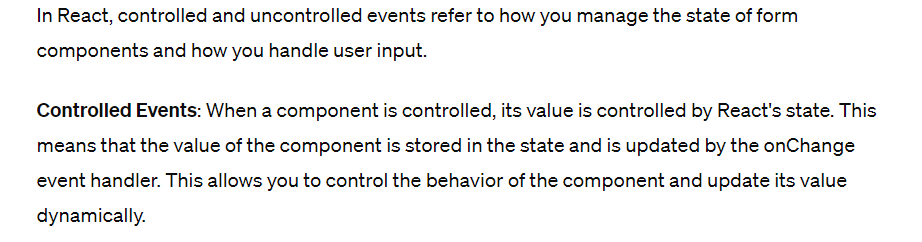 In React, controlled and uncontrolled events refer to how you manage the state of form
components and how you handle user input.
Controlled Events: When a component is controlled, its value is controlled by React's state. This
means that the value of the component is stored in the state and is updated by the onChange
event handler. This allows you to control the behavior of the component and update its value
dynamically.